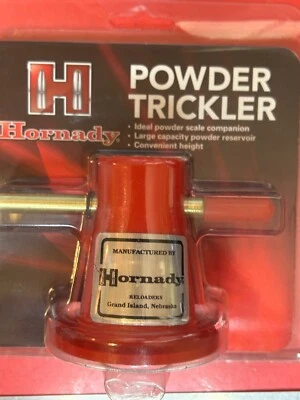 H
POWDER
TRICKLER
Hornady®
• Ideal powder scale companion
• Large capacity powder reservoir
• Convenient height
MANUFACTURED BY
Hornady
RELOADERS
Grand Island, Nebraska